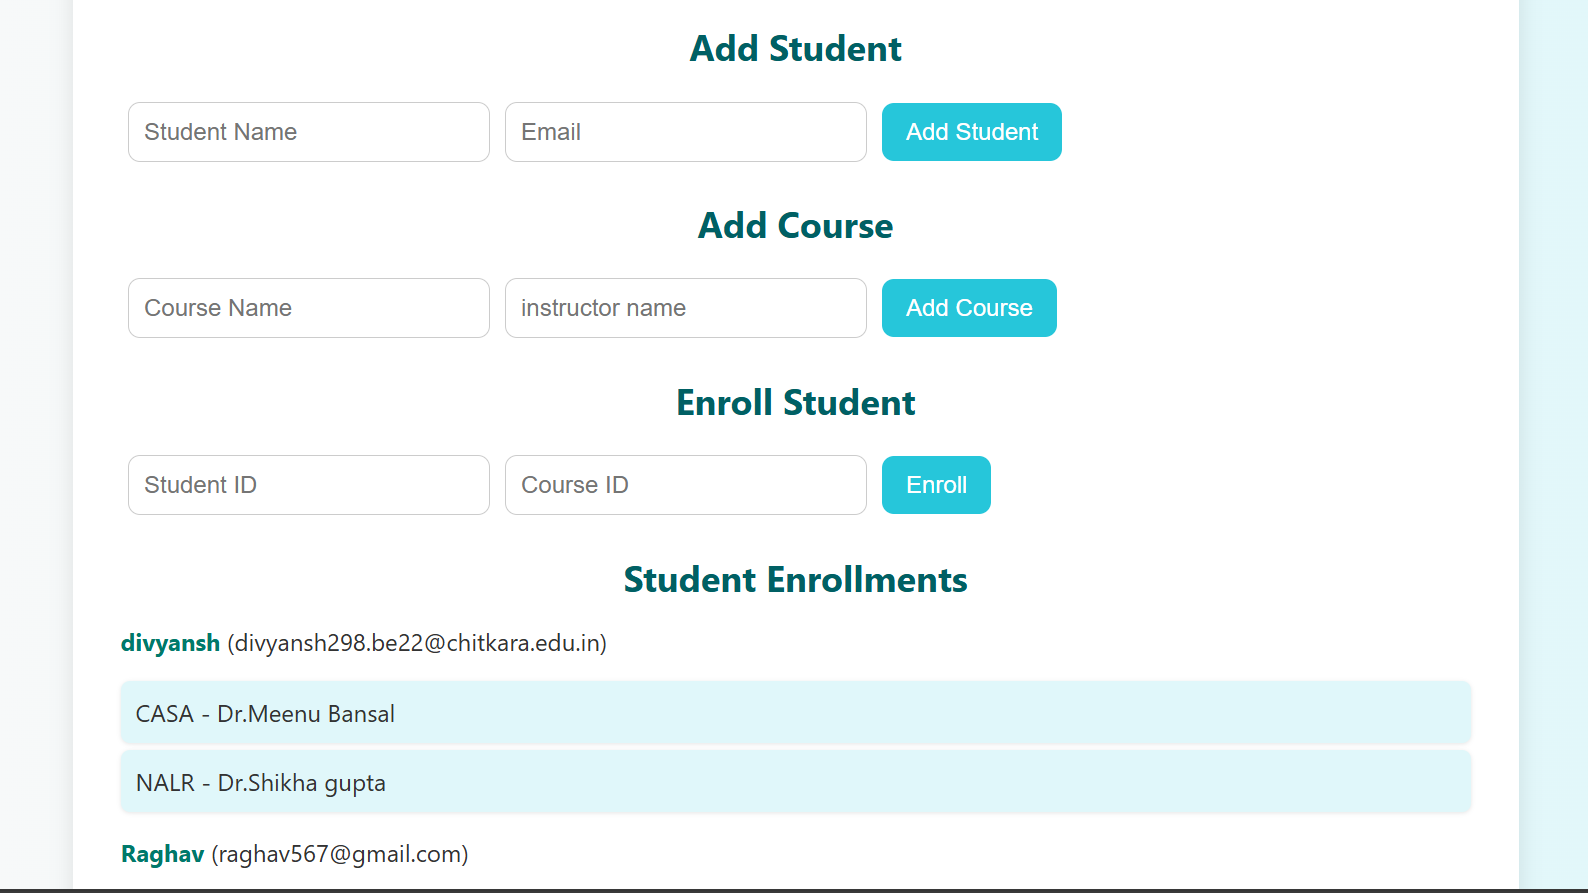 Add Student
Student Name Email Add Student
Add Course
Course Name instructor name Add Course
Enroll Student
Student ID Course ID Enroll
Student Enrollments
divyansh (divyansh298.be22@chitkara.edu.in)
CASA - Dr.Meenu Bansal
NALR - Dr.Shikha gupta
Raghav (raghav567@gmail.com)